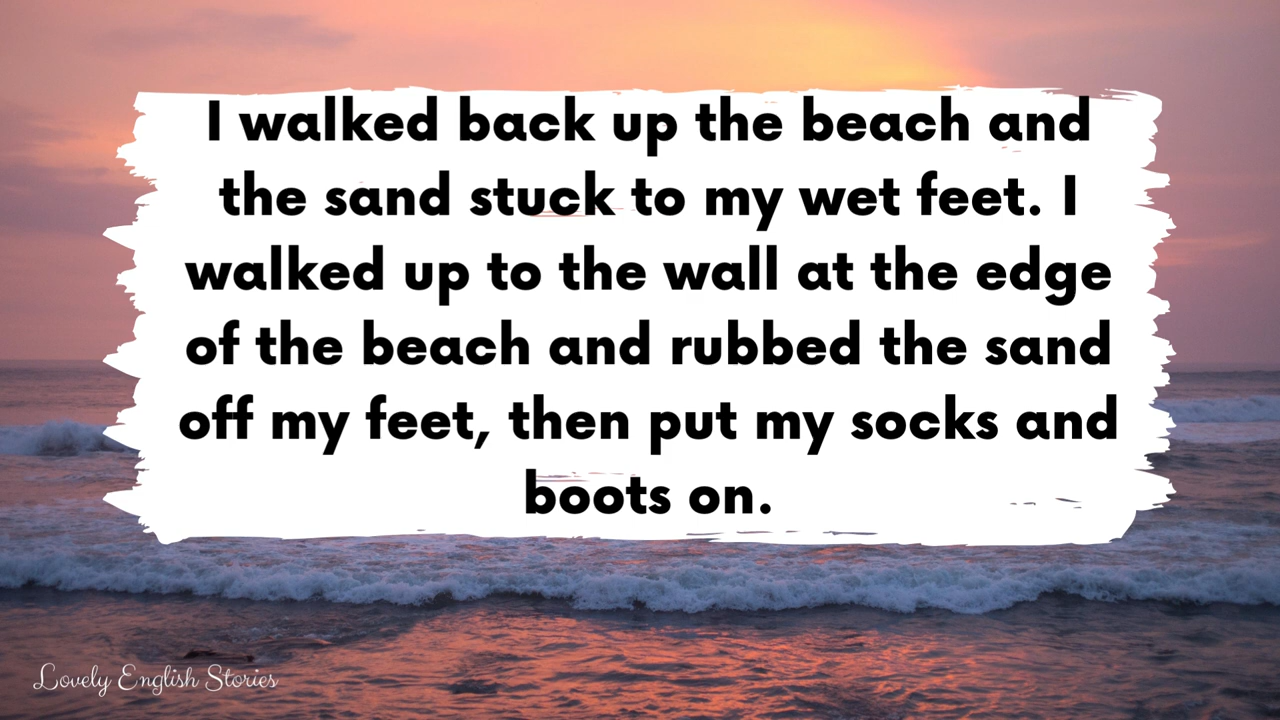 I walked back up the beach and
the sand stuck to my wet feet. I
walked up to the wall at the edge
of the beach and rubbed the sand
off my feet, then put my socks and
boots on.
Lovely English Stories